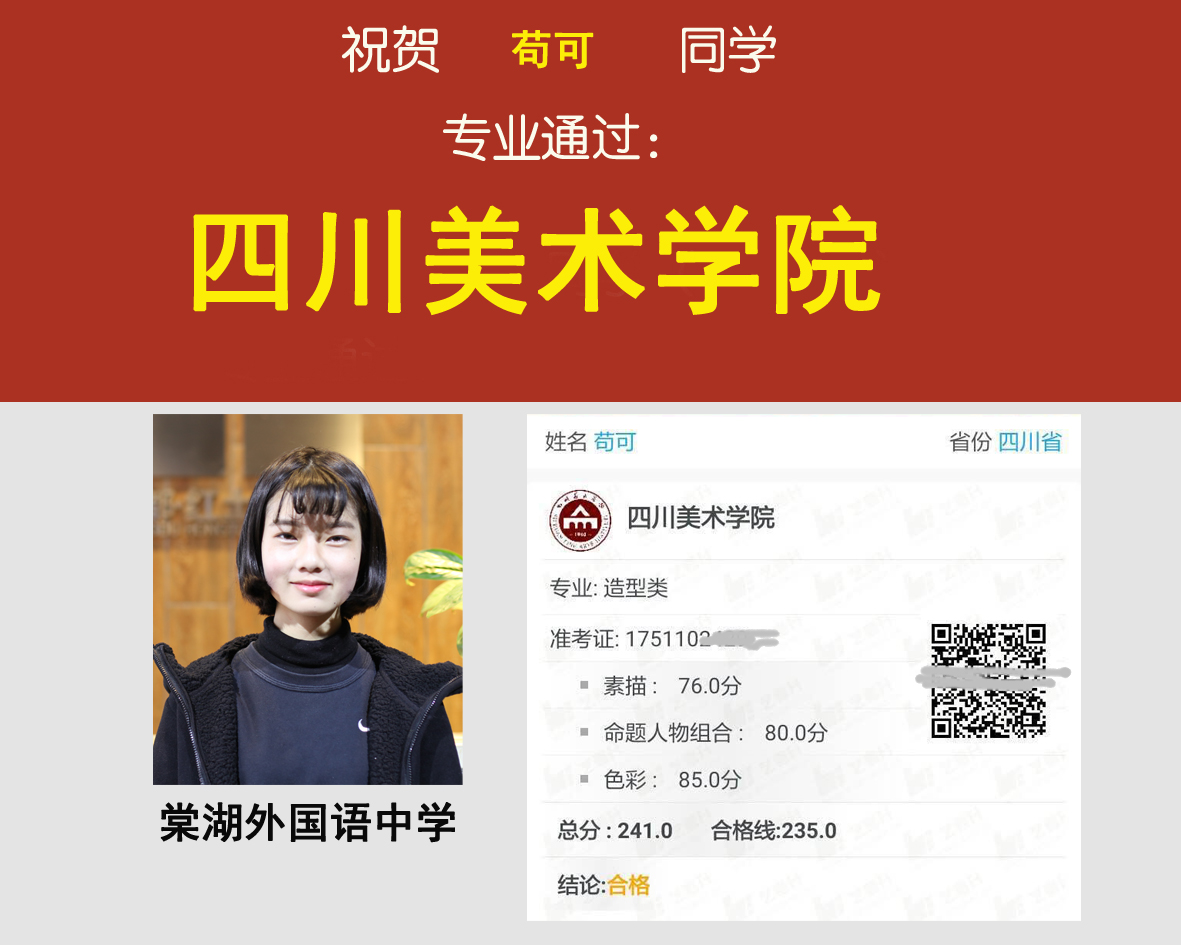 祝贺 苟可 同学
专业通过：
四川美术学院
姓名 苟可 省份 四川省
四川美术学院
1940
专业: 造型类
准考证: 1751102
素描： 76.0分
命题人物组合： 80.0分
色彩： 85.0分
总分：241.0 合格线:235.0
结论:合格
棠湖外国语中学